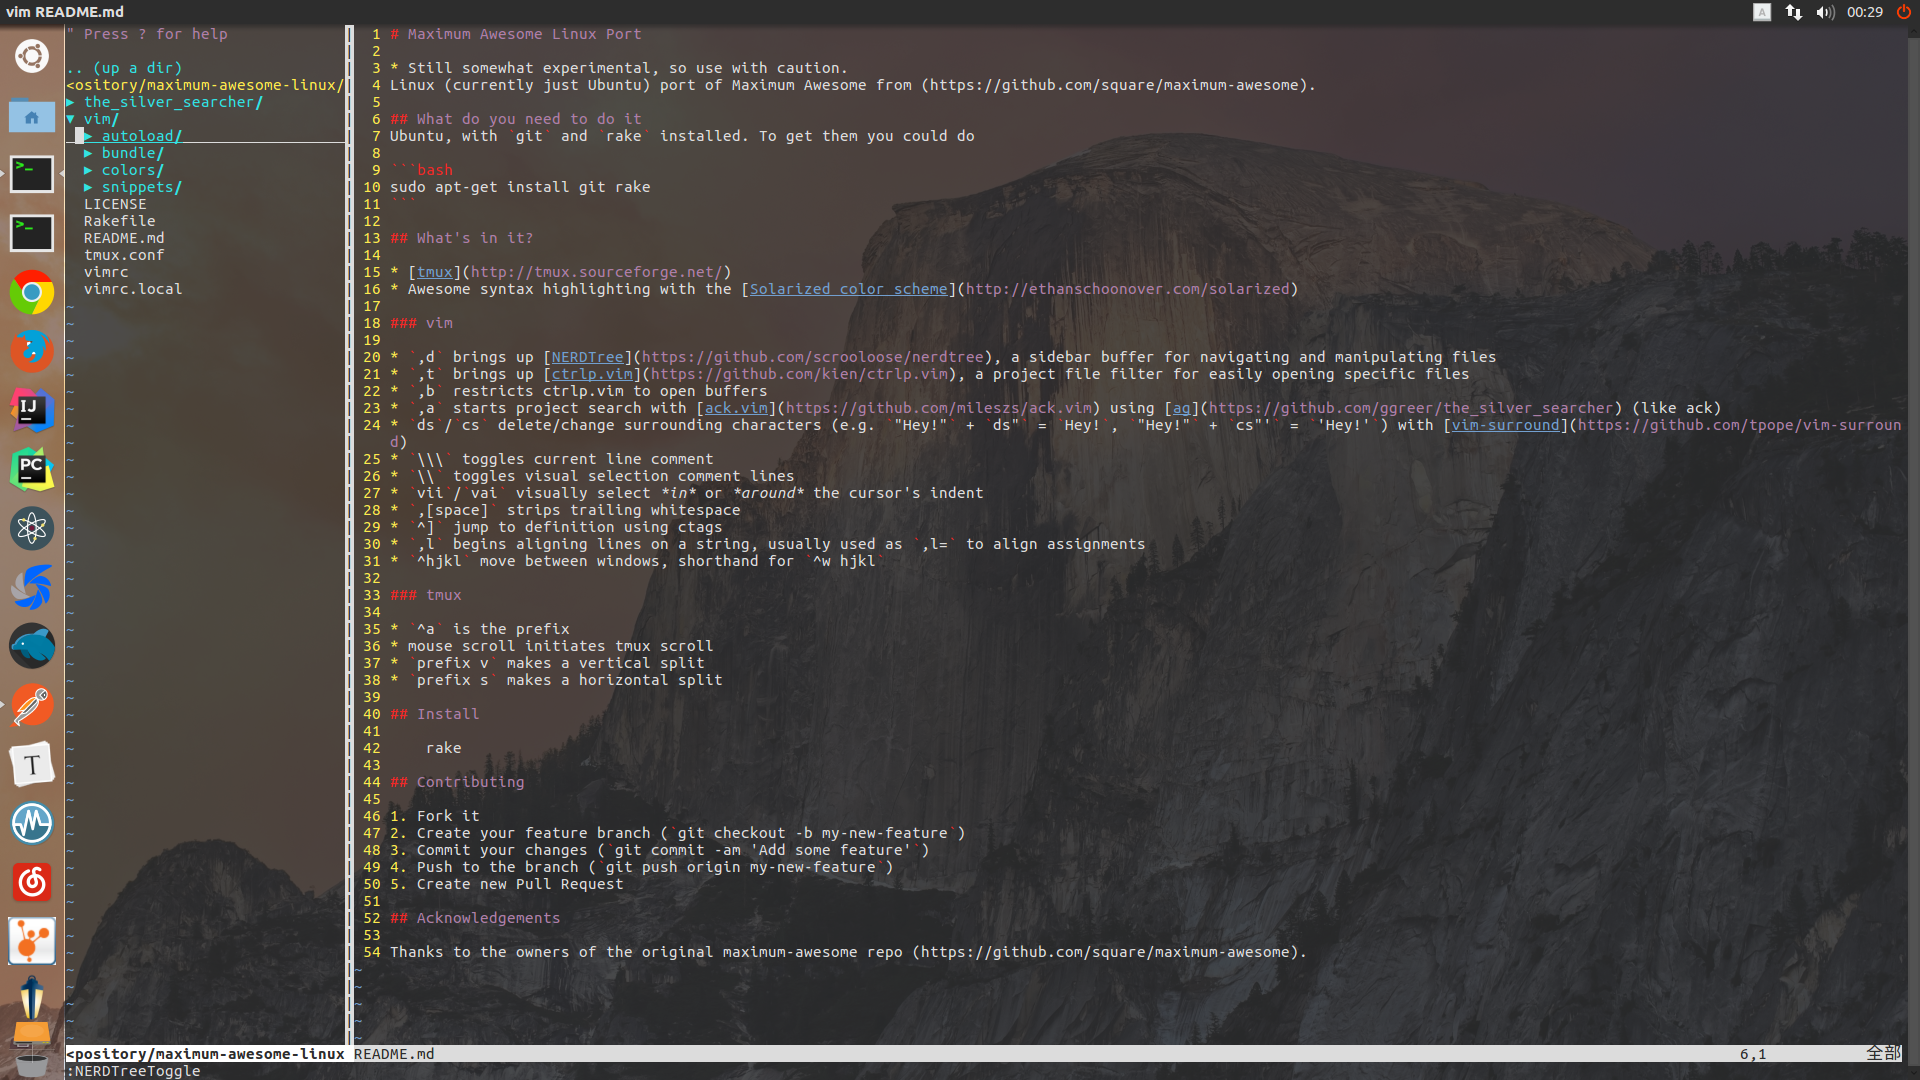 vim README.md
A
00:29
" Press ? for help
.. (up a dir)
<ository/maximum-awesome-linux/
▶ the_silver_searcher/
▼ vim/
▶ autoload/
▶ bundle/
▶ colors/
▶ snippets/
LICENSE
Rakefile
README.md
tmux.conf
vimrc
vimrc.local
1 # Maximum Awesome Linux Port
2
3 * Still somewhat experimental, so use with caution.
4 Linux (currently just Ubuntu) port of Maximum Awesome from (https://github.com/square/maximum-awesome).
5
6 ## What do you need to do it
7 Ubuntu, with `git` and `rake` installed. To get them you could do
8
9 ```bash
10 sudo apt-get install git rake
11 ```
12
13 ## What's in it?
14
15 * [tmux](http://tmux.sourceforge.net/)
16 * Awesome syntax highlighting with the [Solarized color scheme](http://ethanschoonover.com/solarized)
17
18 ### vim
19
20 * `,d` brings up [NERDTree](https://github.com/scrooloose/nerdtree), a sidebar buffer for navigating and manipulating files
21 * `,t` brings up [ctrlp.vim](https://github.com/kien/ctrlp.vim), a project file filter for easily opening specific files
22 * `,b` restricts ctrlp.vim to open buffers
23 * `,a` starts project search with [ack.vim](https://github.com/mileszs/ack.vim) using [ag](https://github.com/ggreer/the_silver_searcher) (like ack)
24 * `ds`/`cs` delete/change surrounding characters (e.g. `"Hey!"` + `ds"` = `Hey!`, `"Hey!"` + `cs"'` = `'Hey!'`) with [vim-surround](https://github.com/tpope/vim-surroun
d)
25 * `\\\` toggles current line comment
26 * `\\` toggles visual selection comment lines
27 * `vii`/`vai` visually select *in* or *around* the cursor's indent
28 * `,[space]` strips trailing whitespace
29 * `^]` jump to definition using ctags
30 * `,l` begins aligning lines on a string, usually used as `,l=` to align assignments
31 * `^hjkl` move between windows, shorthand for `^w hjkl`
32
33 ### tmux
34
35 * `^a` is the prefix
36 * mouse scroll initiates tmux scroll
37 * `prefix v` makes a vertical split
38 * `prefix s` makes a horizontal split
39
40 ## Install
41
42 rake
43
44 ## Contributing
45
46 1. Fork it
47 2. Create your feature branch (`git checkout -b my-new-feature`)
48 3. Commit your changes (`git commit -am 'Add some feature'`)
49 4. Push to the branch (`git push origin my-new-feature`)
50 5. Create new Pull Request
51
52 ## Acknowledgements
53
54 Thanks to the owners of the original maximum-awesome repo (https://github.com/square/maximum-awesome).
>_
>_
IJ
PC
T
<pository/maximum-awesome-linux README.md 6,1 全部
:NERDTreeToggle